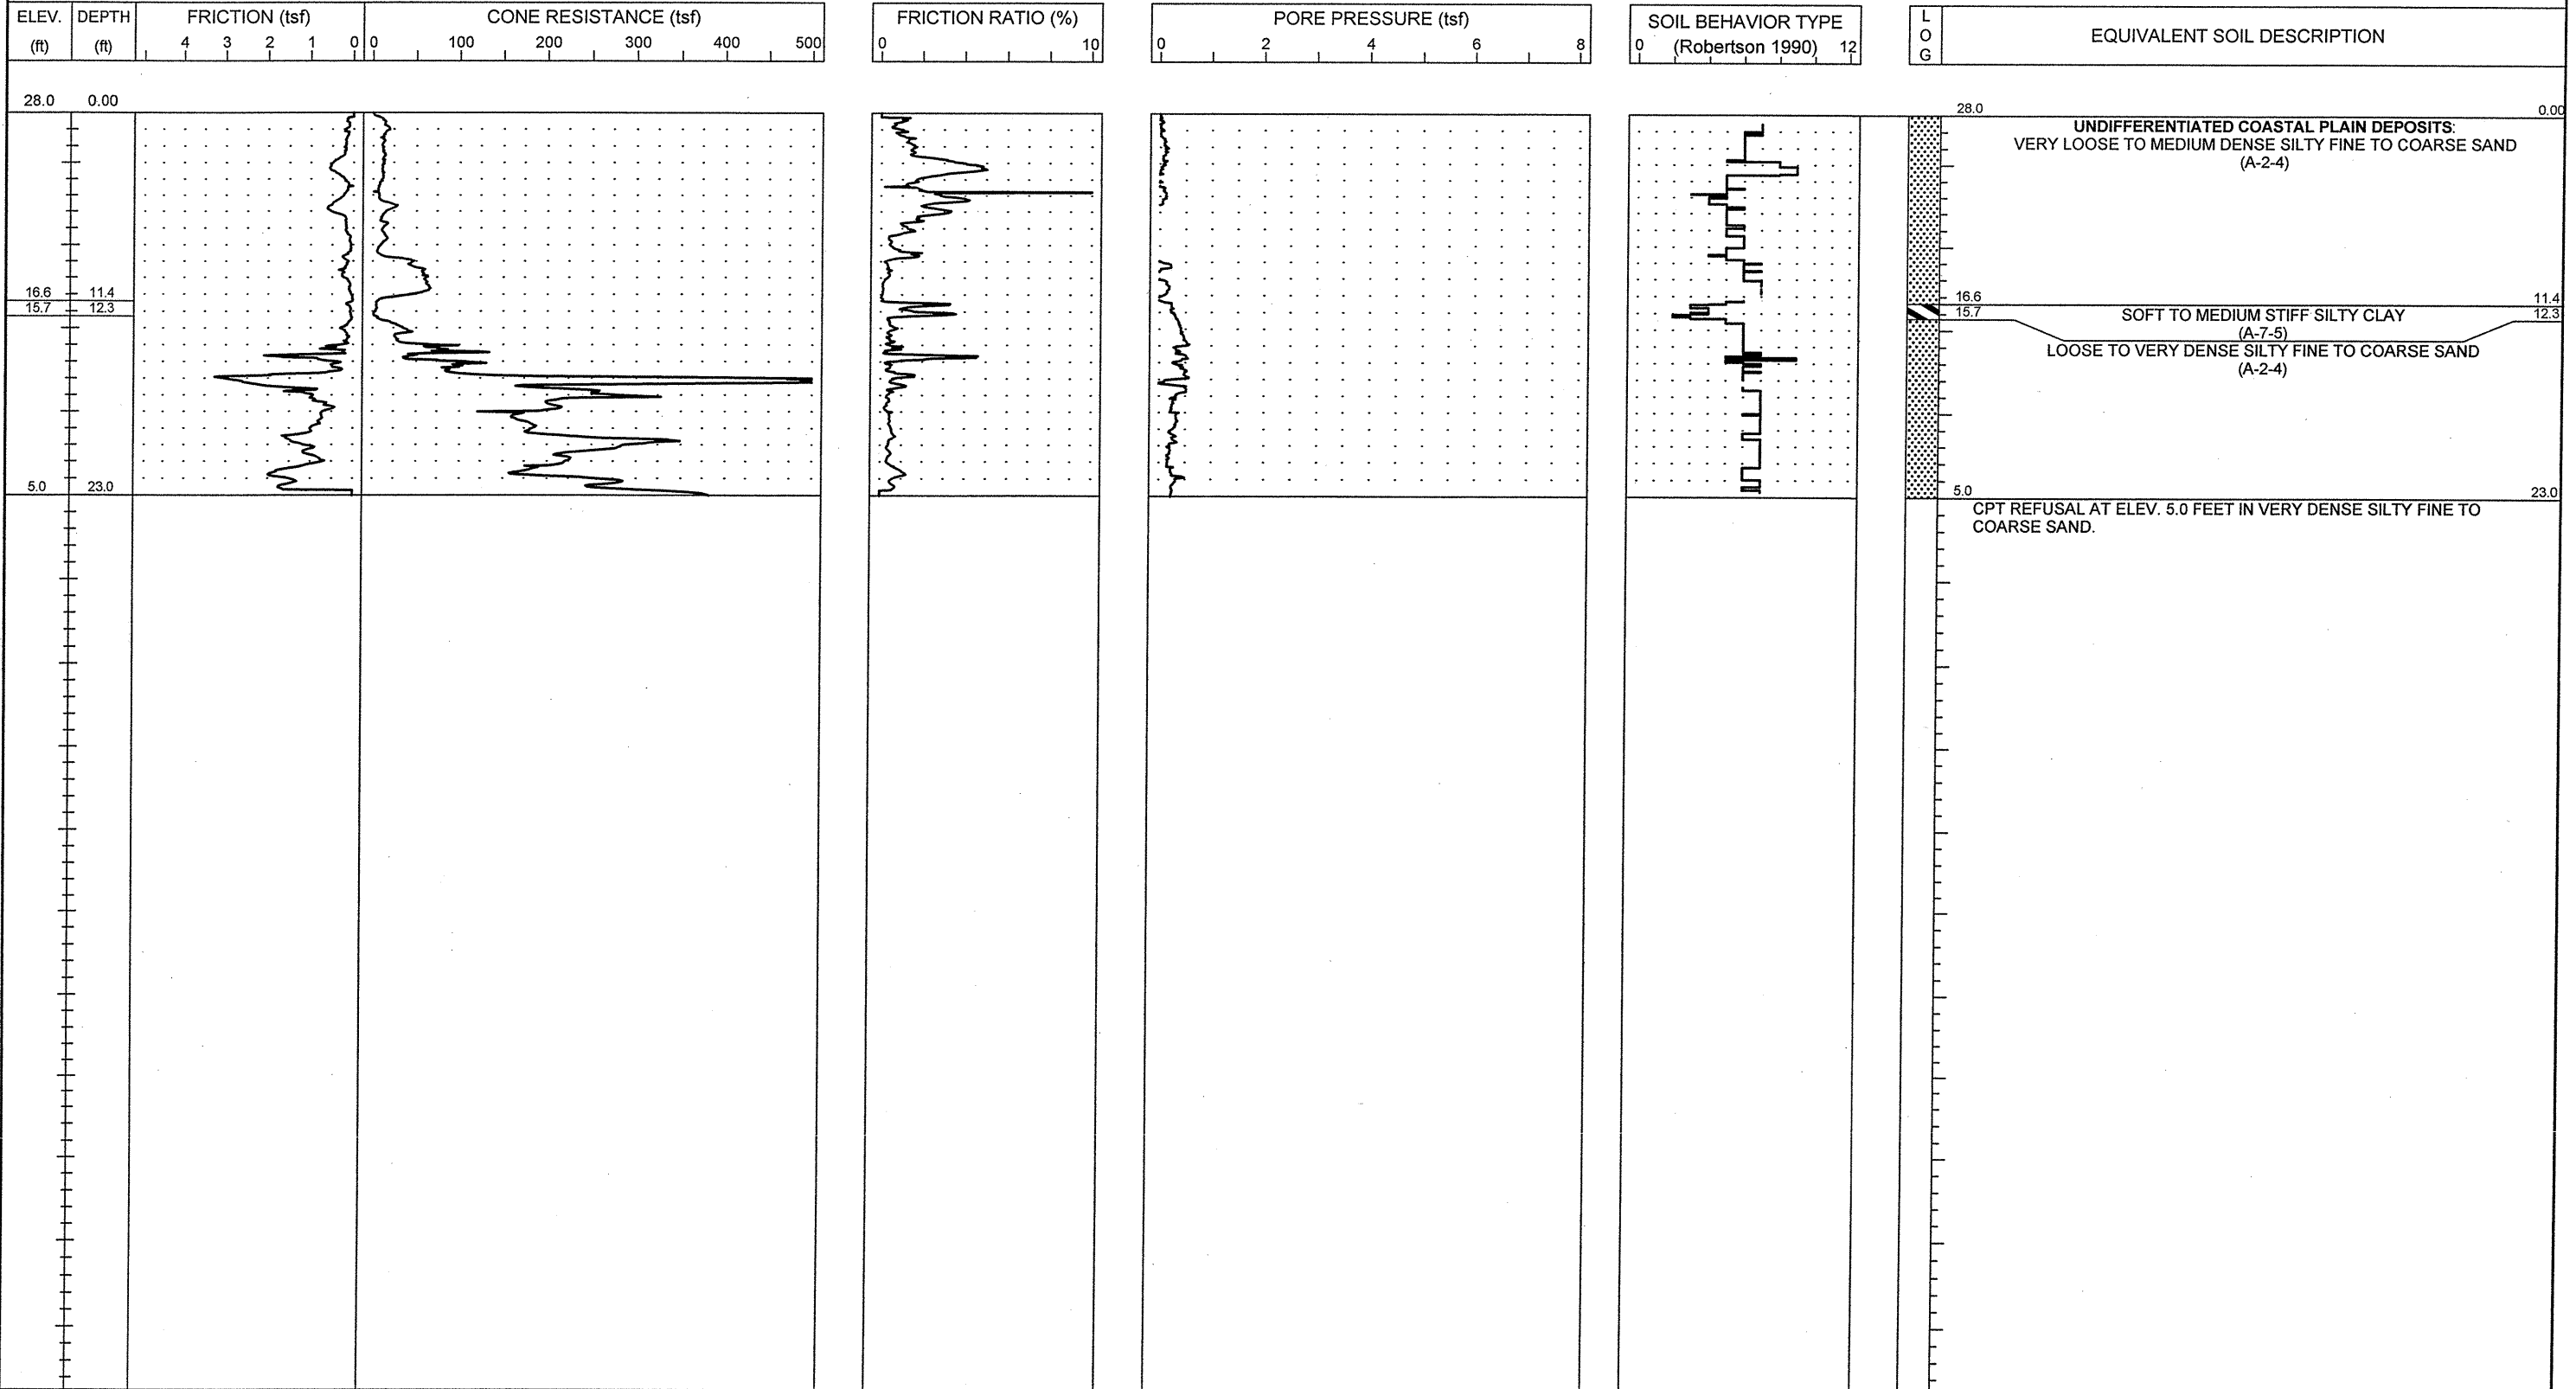 ELEV. DEPTH FRICTION (tsf) CONE RESISTANCE (tsf) FRICTION RATIO (%) PORE PRESSURE (tsf) SOIL BEHAVIOR TYPE L
(ft) (ft) 4 3 2 1 0 0 100 200 300 400 500 0 10 0 2 4 6 8 0 (Robertson 1990) 12 O EQUIVALENT SOIL DESCRIPTION
G
28.0 0.00 28.0 0.00
UNDIFFERENTIATED COASTAL PLAIN DEPOSITS:
VERY LOOSE TO MEDIUM DENSE SILTY FINE TO COARSE SAND
(A-2-4)
16.6 11.4 16.6 11.4
15.7 12.3 15.7 SOFT TO MEDIUM STIFF SILTY CLAY 12.3
(A-7-5)
LOOSE TO VERY DENSE SILTY FINE TO COARSE SAND
(A-2-4)
5.0 23.0 5.0 23.0
CPT REFUSAL AT ELEV. 5.0 FEET IN VERY DENSE SILTY FINE TO
COARSE SAND.